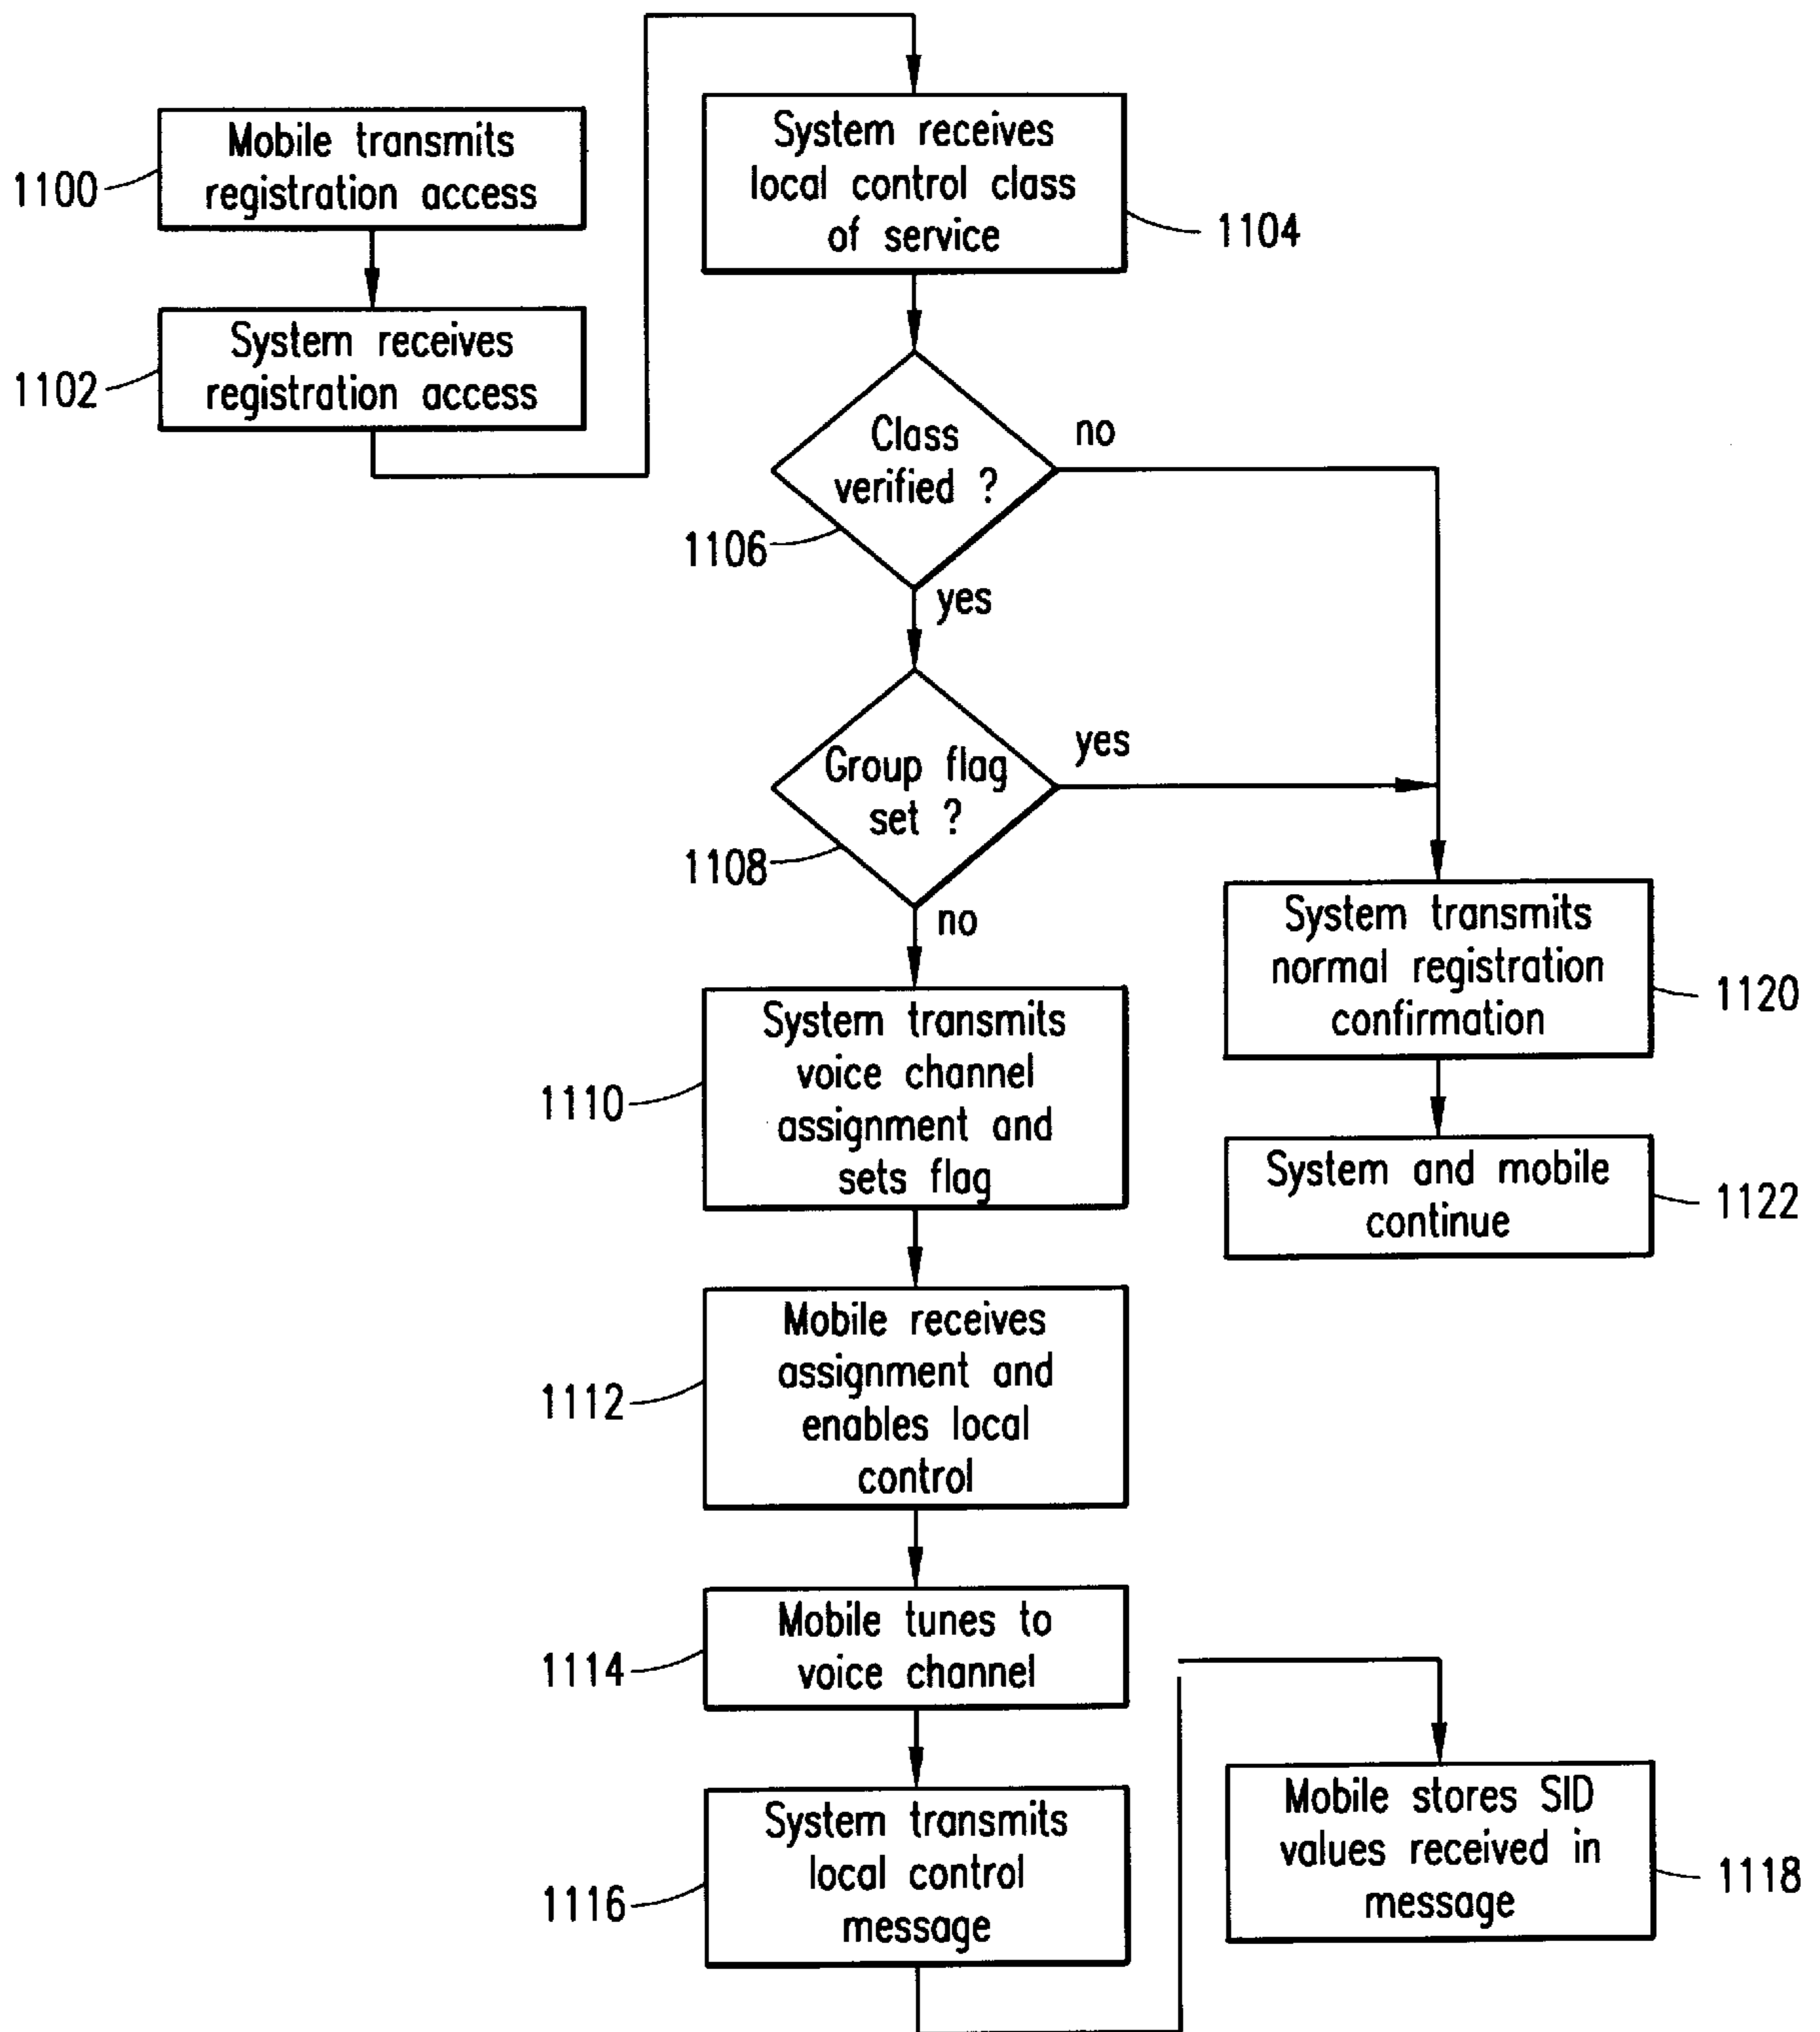 1100
Mobile transmits
registration access
1102
System receives
registration access
System receives
local control class
of service
1104
Class
verified ?
1106
no
yes
Group flag
set ?
1108
yes
no
System transmits
voice channel
assignment and
sets flag
1110
System transmits
normal registration
confirmation
1120
System and mobile
continue
1122
Mobile receives
assignment and
enables local
control
1112
Mobile tunes to
voice channel
1114
System transmits
local control
message
1116
Mobile stores SID
values received in
message
1118